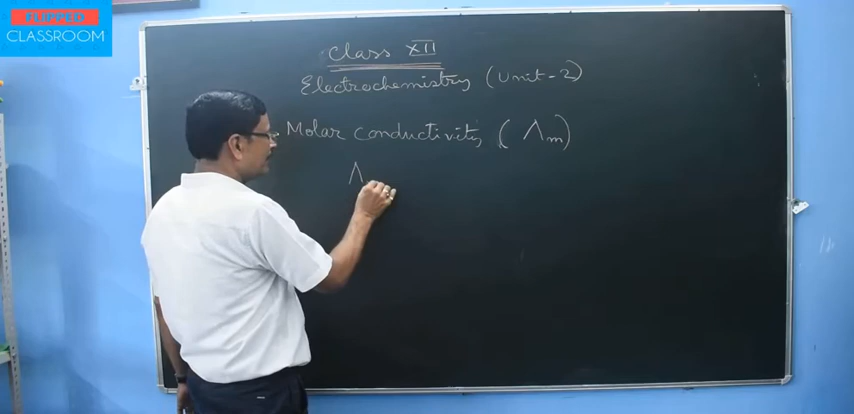 FLIPPED
CLASSROOM
Class XII
Electrochemistry (Unit-2)
Molar conductivity (Λm)
Λ